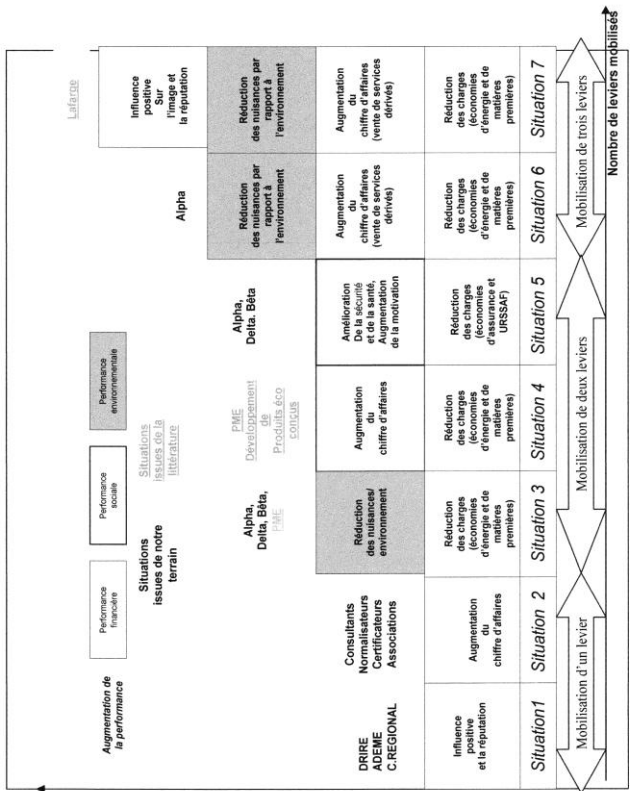 Augmentation de
la performance
Performance
financière
Performance
sociale
Performance
environnementale
Situations
issues de notre
terrain
Situations
issues de la
littérature
DRIRE
ADEME
C.REGIONAL
Influence
positive
et la réputation
Situation1
Consultants
Normalisateurs
Certificateurs
Associations
Augmentation
du
chiffre d'affaires
Situation 2
Alpha,
Delta, Bêta,
PME
Réduction
des nuisances/
environnement
Réduction
des charges
(économies
d'énergie et de
matières
premières)
Situation 3
PME
Développement
de
Produits éco
conçus
Augmentation
du
chiffre d'affaires
Réduction
des charges
(économies
d'énergie et de
matières
premières)
Situation 4
Alpha,
Delta. Bêta
Amélioration
De la sécurité
et de la santé,
Augmentation
de la motivation
Réduction
des charges
(économies
d'assurance et
URSSAF)
Situation 5
Alpha
Réduction
des nuisances par
rapport à
l'environnement
Augmentation
du
chiffre d'affaires
(vente de services
dérivés)
Réduction
des charges
(économies
d'énergie et de
matières
premières)
Situation 6
Lafarge
Influence
positive
Sur
l'image et
la réputation
Réduction
des nuisances par
rapport à
l'environnement
Augmentation
du
chiffre d'affaires
(vente de services
dérivés)
Réduction
des charges
(économies
d'énergie et de
matières
premières)
Situation 7
Mobilisation d'un levier
Mobilisation de deux leviers
Mobilisation de trois leviers
Nombre de leviers mobilisés